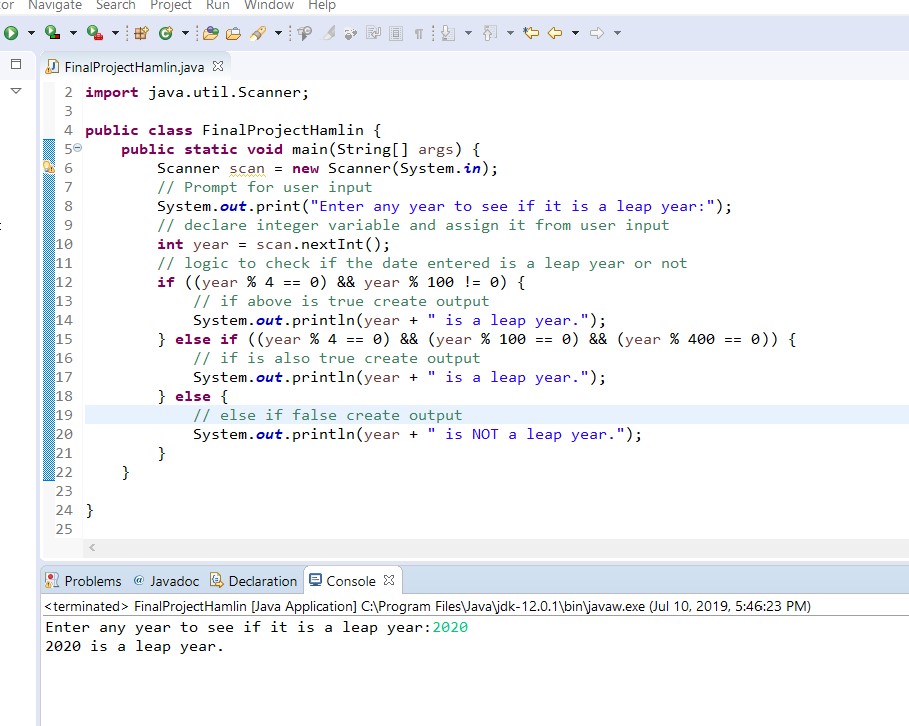 or Navigate Search Project Run Window Help
FinalProjectHamlin.java
2 import java.util.Scanner;
3
4 public class FinalProjectHamlin {
5 public static void main(String[] args) {
6 Scanner scan = new Scanner(System.in);
7 // Prompt for user input
8 System.out.print("Enter any year to see if it is a leap year:");
9 // declare integer variable and assign it from user input
10 int year = scan.nextInt();
11 // logic to check if the date entered is a leap year or not
12 if ((year % 4 == 0) && year % 100 != 0) {
13 // if above is true create output
14 System.out.println(year + " is a leap year.");
15 } else if ((year % 4 == 0) && (year % 100 == 0) && (year % 400 == 0)) {
16 // if is also true create output
17 System.out.println(year + " is a leap year.");
18 } else {
19 // else if false create output
20 System.out.println(year + " is NOT a leap year.");
21 }
22 }
23
24 }
25
Problems @ Javadoc Declaration Console
<terminated> FinalProjectHamlin [Java Application] C:\Program Files\Java\jdk-12.0.1\bin\javaw.exe (Jul 10, 2019, 5:46:23 PM)
Enter any year to see if it is a leap year:2020
2020 is a leap year.